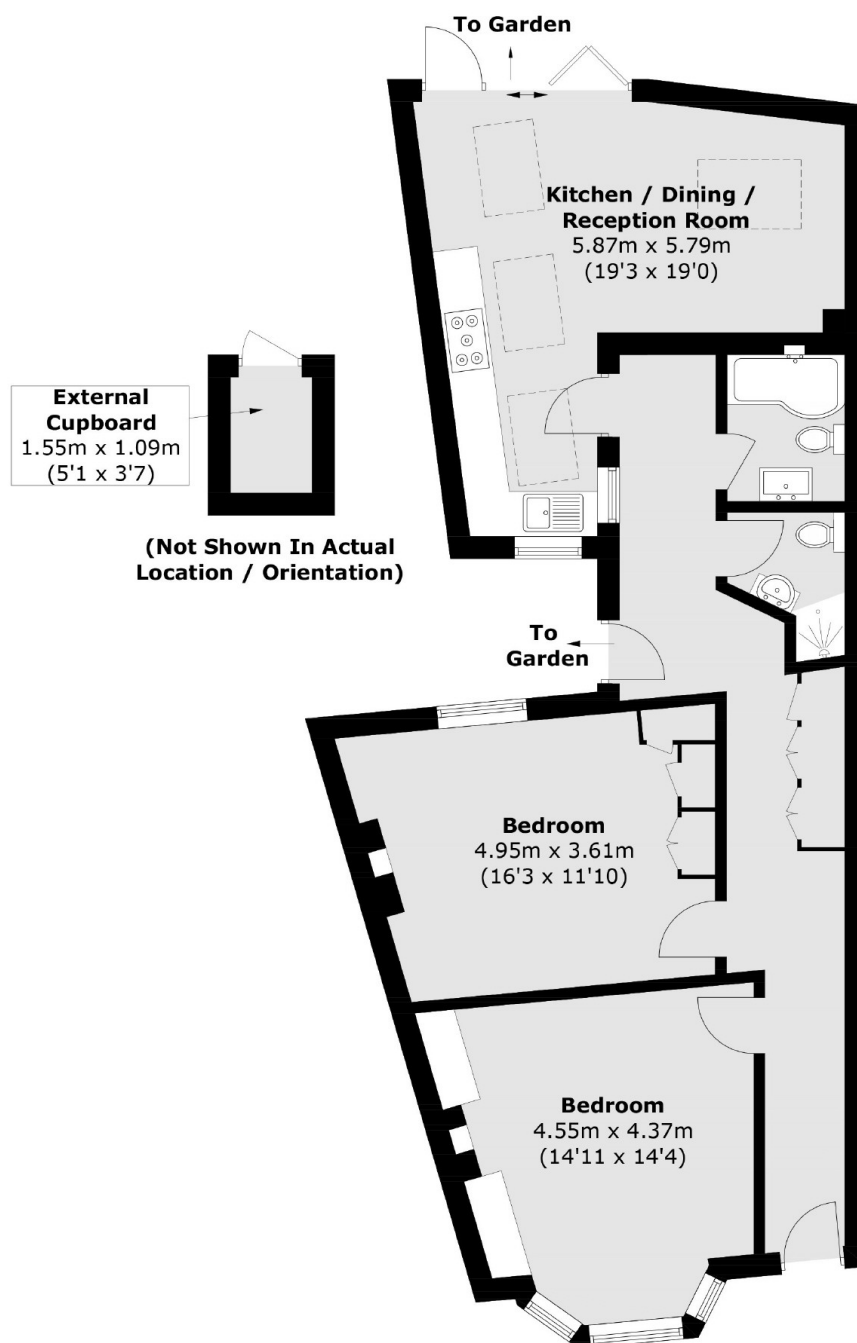 To Garden
Kitchen / Dining /
Reception Room
5.87m x 5.79m
(19'3 x 19'0)
External
Cupboard
1.55m x 1.09m
(5'1 x 3'7)
(Not Shown In Actual
Location / Orientation)
To
Garden
Bedroom
4.95m x 3.61m
(16'3 x 11'10)
Bedroom
4.55m x 4.37m
(14'11 x 14'4)